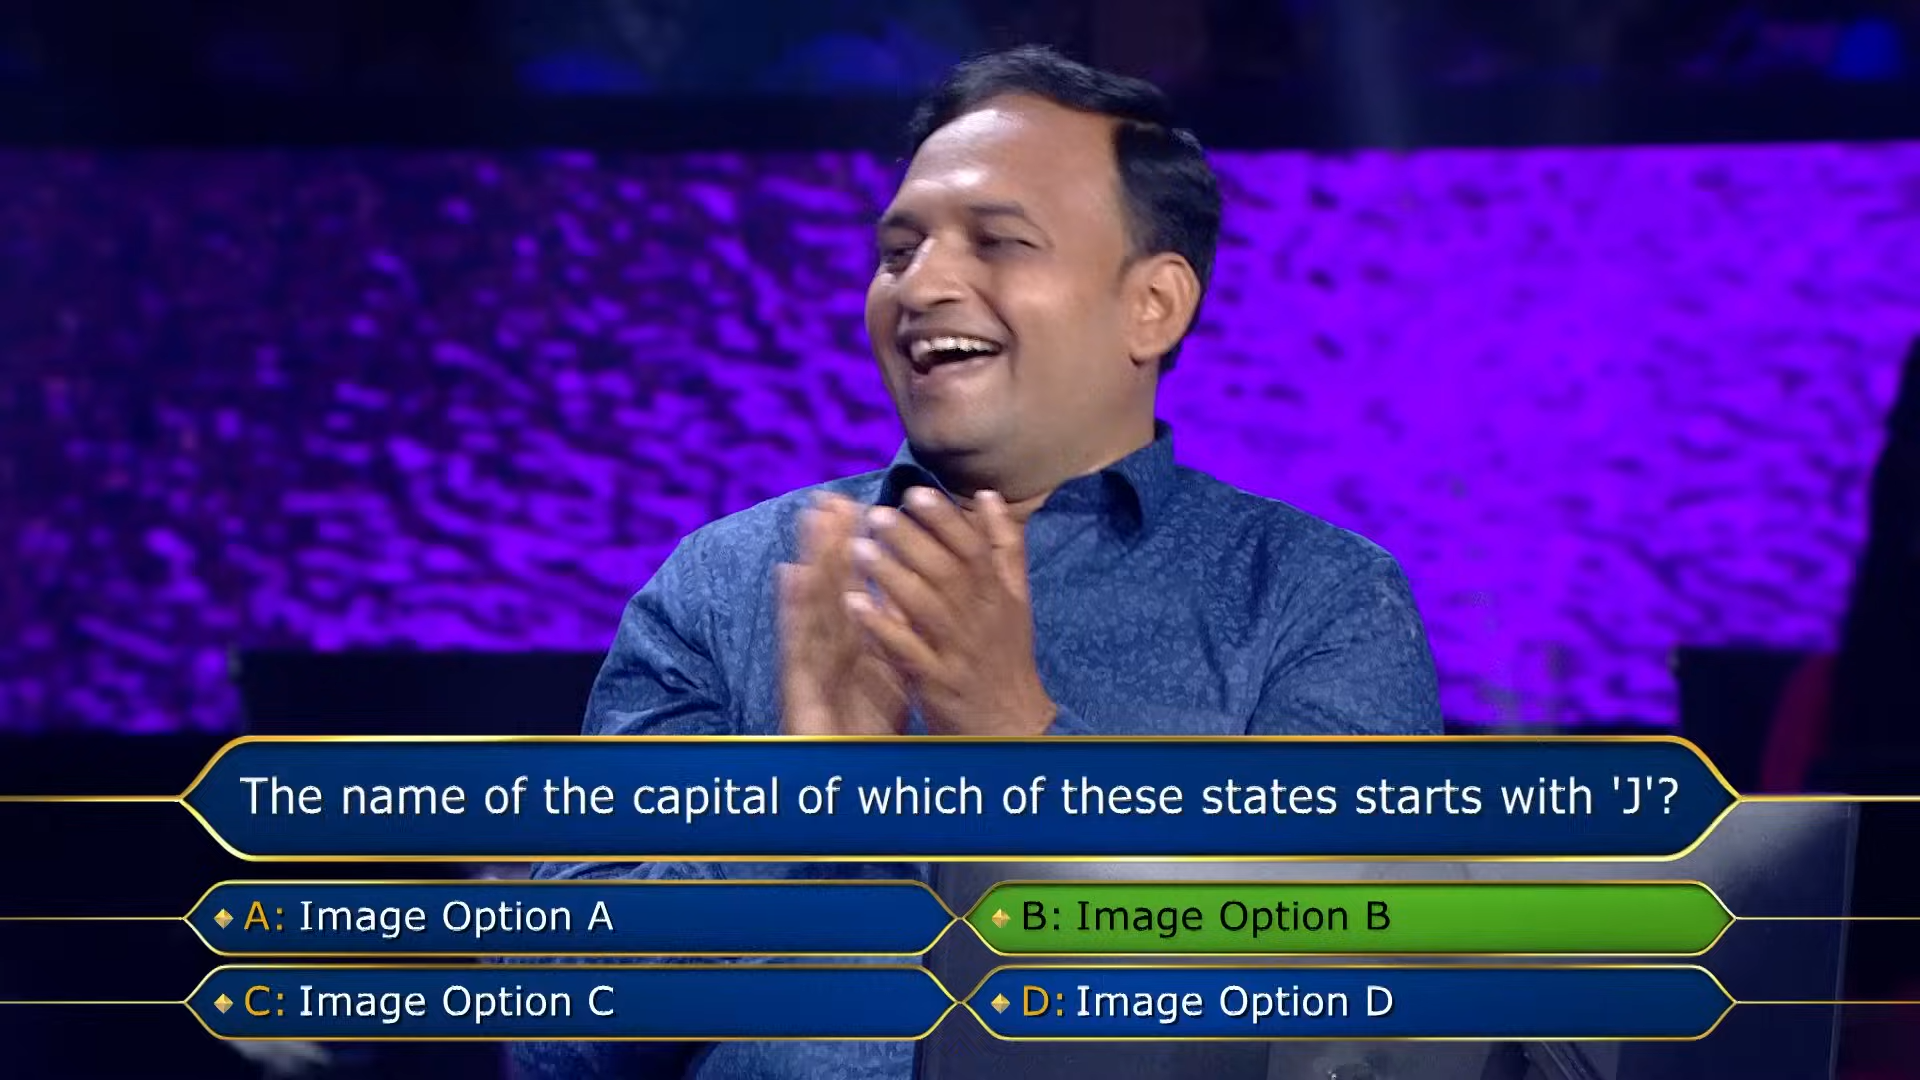 The name of the capital of which of these states starts with 'J'?
A: Image Option A
B: Image Option B
C: Image Option C
D: Image Option D